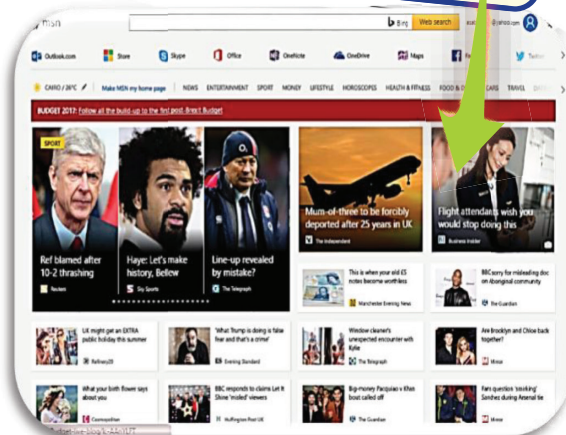 msn
Bing
Web search
Outlook.com
Store
Skype
Office
OneNote
OneDrive
Maps
CAIRO / 26°C
Make MSN my home page
NEWS
ENTERTAINMENT
SPORT
MONEY
LIFESTYLE
HOROSCOPES
HEALTH & FITNESS
FOOD &
CARS
TRAVEL
BUDGET 2017: Follow all the build-up to the first post-Brexit Budget
SPORT
Ref blamed after
10-2 thrashing
Reuters
Haye: Let's make
history, Bellew
Sky Sports
Line-up revealed
by mistake?
The Telegraph
Mum-of-three to be forcibly
deported after 25 years in UK
The Independent
Flight attendants wish you
would stop doing this
Business Insider
This is when your old £5
notes become worthless
Manchester Evening News
BBC sorry for misleading doc
on Aboriginal community
The Guardian
UK might get an EXTRA
public holiday this summer
Refinery29
'What Trump is doing is false
fear and that's a crime'
Evening Standard
Window cleaner's
unexpected encounter with
Kylie
The Telegraph
Are Brooklyn and Chloe back
together?
Mirror
What your birth flower says
about you
Cosmopolitan
BBC responds to claims Let It
Shine 'misled' viewers
Huffington Post UK
Big-money Pacquiao v Khan
bout called off
The Guardian
Fans question 'smirking'
Sanchez during Arsenal tie
Mirror